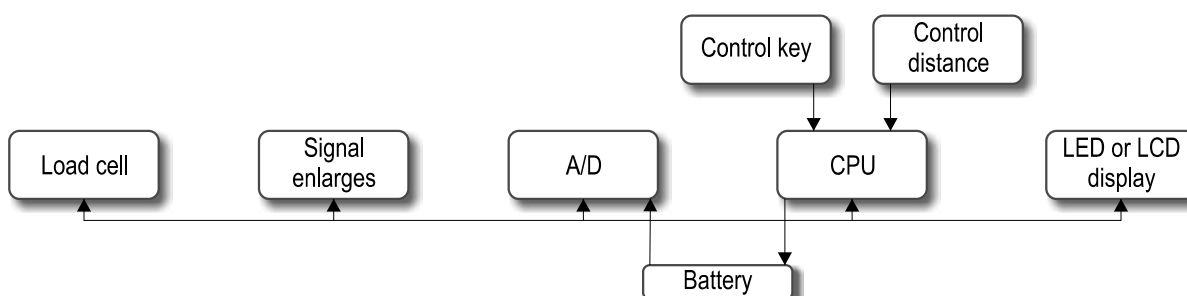 Control key
Control
distance
Load cell
Signal
enlarges
A/D
CPU
LED or LCD
display
Battery